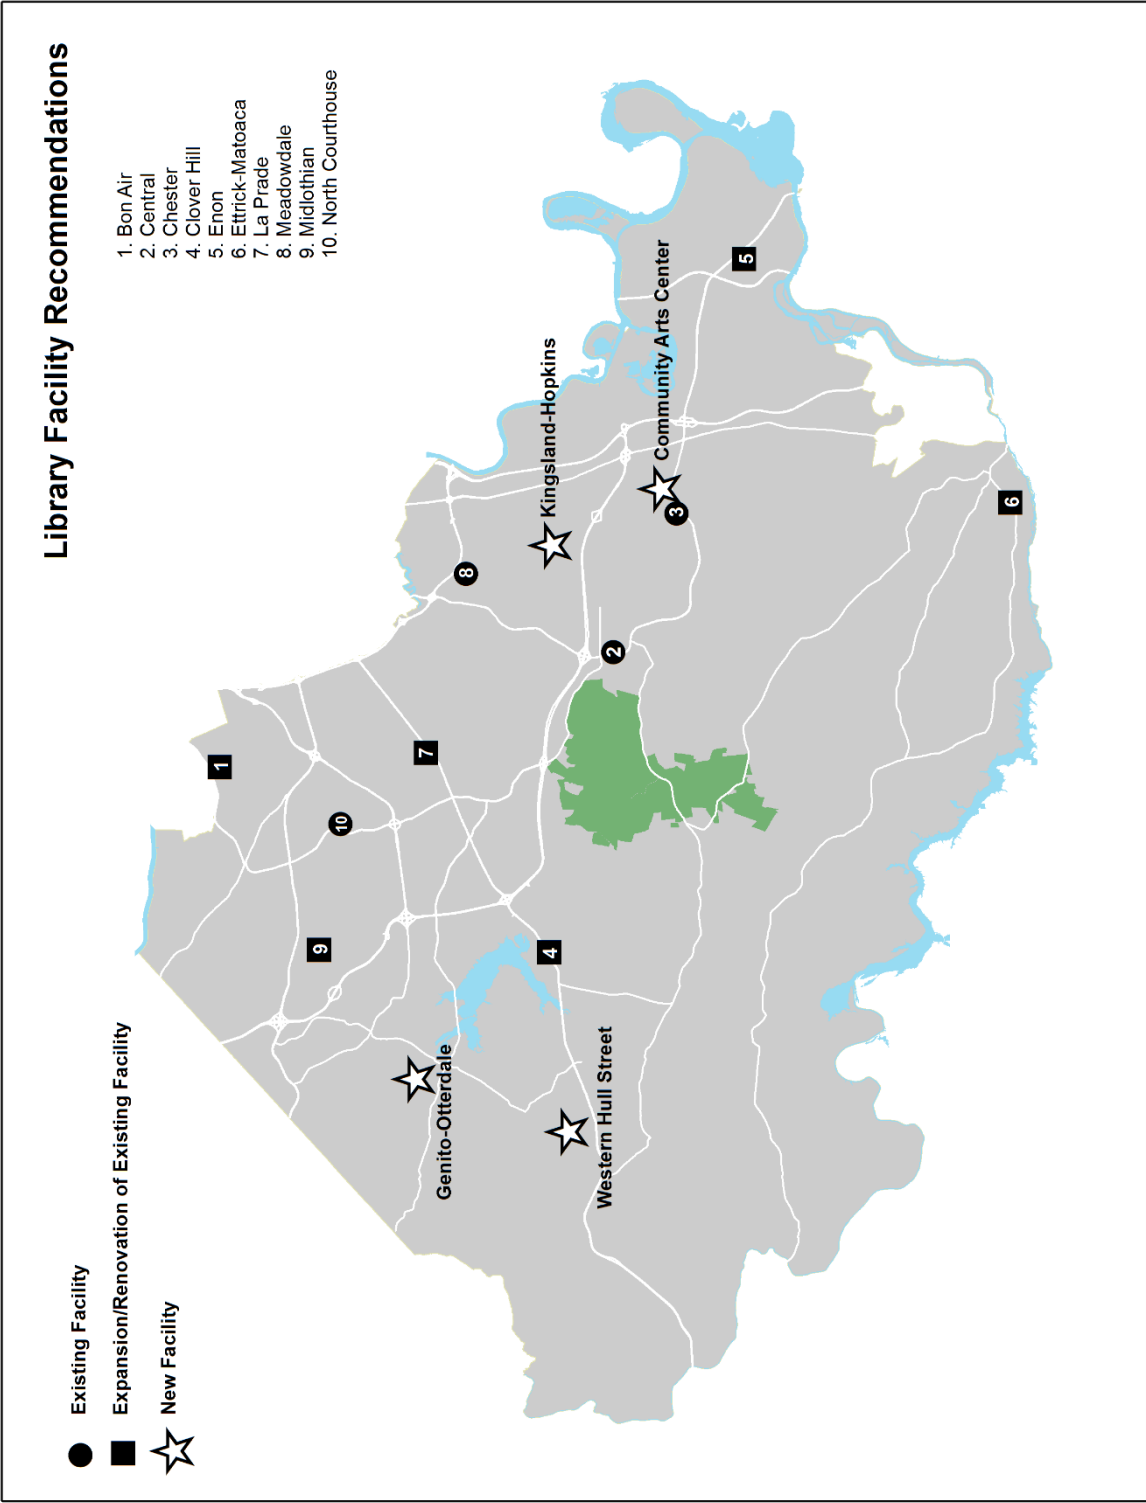 Library Facility Recommendations
Existing Facility
Expansion/Renovation of Existing Facility
New Facility
1. Bon Air
2. Central
3. Chester
4. Clover Hill
5. Enon
6. Ettrick-Matoaca
7. La Prade
8. Meadowdale
9. Midlothian
10. North Courthouse
1
10
9
7
8
Genito-Otterdale
Kingsland-Hopkins
4
Western Hull Street
2
3
Community Arts Center
5
6